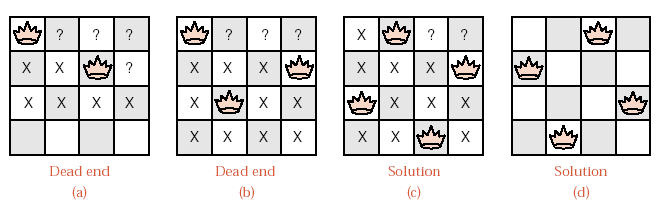 ? ? ?
X X ?
X X X X
Dead end
(a)
? ? ?
X X X
X X X
X X X X
Dead end
(b)
X ? ?
X X X
X X X
X X X
Solution
(c)
Solution
(d)